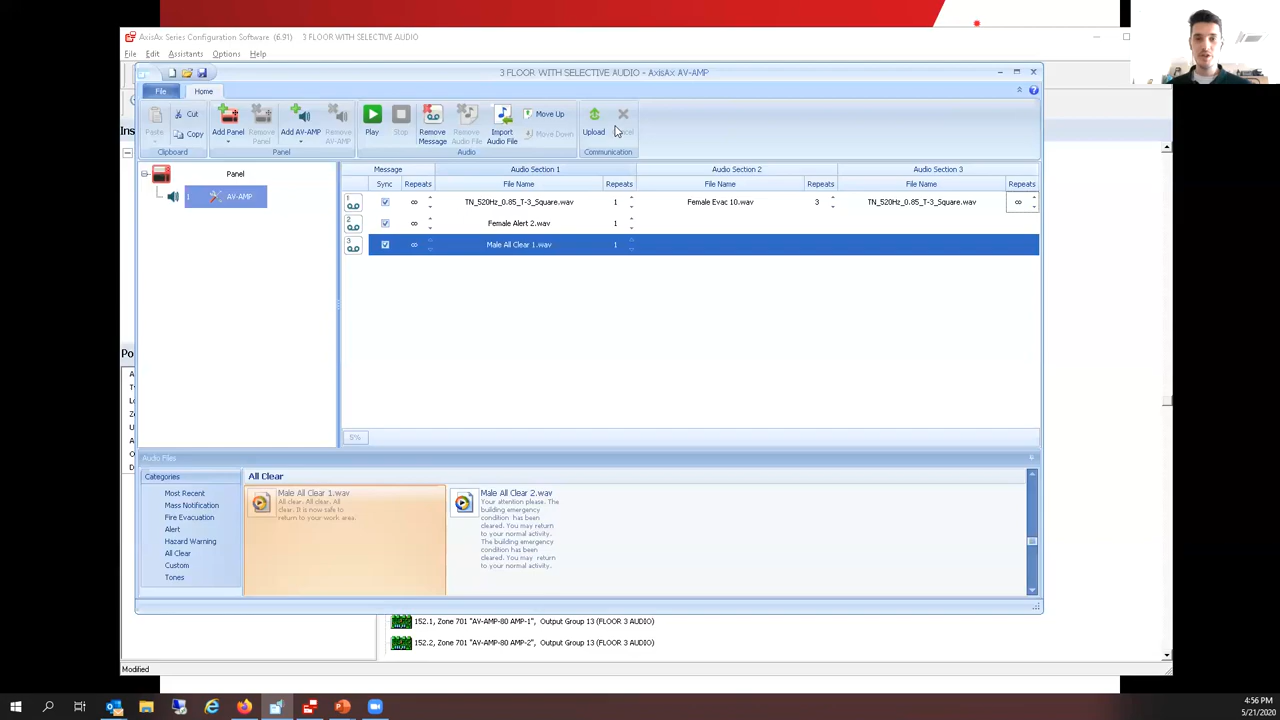 AxisAx Series Configuration Software (6.91) 3 FLOOR WITH SELECTIVE AUDIO
File Edit Assistants Options Help
3 FLOOR WITH SELECTIVE AUDIO - AxisAx AV-AMP
File Home
Paste Cut Copy Add Panel Remove Panel Add AV-AMP Remove AV-AMP Play Stop Remove Message Remove Audio File Import Audio File Move Up Move Down Upload Cancel
Clipboard Panel Audio Communication
Ins
Panel
1 AV-AMP
Message Audio Section 1 Audio Section 2 Audio Section 3
Sync Repeats File Name Repeats File Name Repeats File Name Repeats
1 ∞ TN_520Hz_0.85_T-3_Square.wav 1 Female Evac 10.wav 3 TN_520Hz_0.85_T-3_Square.wav ∞
2 ∞ Female Alert 2.wav 1
3 ∞ Male All Clear 1.wav 1
Po
A
T
L
Z
U
A
O
D
5%
Audio Files
Categories
Most Recent
Mass Notification
Fire Evacuation
Alert
Hazard Warning
All Clear
Custom
Tones
All Clear
Male All Clear 1.wav
All clear. All clear. All
clear. It is now safe to
return to your work area.
Male All Clear 2.wav
Your attention please. The
building emergency
condition has been
cleared. You may return
to your normal activity.
The building emergency
condition has been
cleared. You may return
to your normal activity.
152.1, Zone 701 "AV-AMP-80 AMP-1", Output Group 13 (FLOOR 3 AUDIO)
152.2, Zone 701 "AV-AMP-80 AMP-2", Output Group 13 (FLOOR 3 AUDIO)
Modified
4:56 PM
5/21/2020